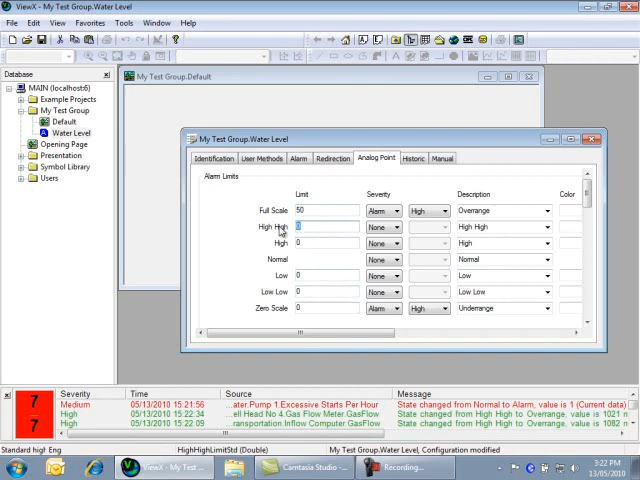 ViewX - My Test Group.Water Level
File Edit View Favorites Tools Window Help
Database
MAIN (localhost6)
Example Projects
My Test Group
Default
Water Level
Opening Page
Presentation
Symbol Library
Users
My Test Group.Default
My Test Group.Water Level
Identification User Methods Alarm Redirection Analog Point Historic Manual
Alarm Limits
Limit Severity Description Color
Full Scale 50 Alarm High Overrange
High High 0 None High High
High 0 None High
Normal None Normal
Low 0 None Low
Low Low 0 None Low Low
Zero Scale 0 Alarm High Underrange
7
7
Severity Time Source Message
Medium 05/13/2010 15:21:56 ...ater.Pump 1.Excessive Starts Per Hour State changed from Normal to Alarm, value is 1 (Current data)
High 05/13/2010 15:22:34 ...ell Head No 4.Gas Flow Meter.GasFlow State changed from High High to Overrange, value is 1021 m
High 05/13/2010 15:22:09 ...ransportation.Inflow Computer.GasFlow State changed from High High to Overrange, value is 1082 m
Standard high Eng HighHighLimitStd (Double) My Test Group.Water Level, Configuration modified
ViewX - My Test ...
Camtasia Studio - ...
Recording...
3:22 PM
13/05/2010